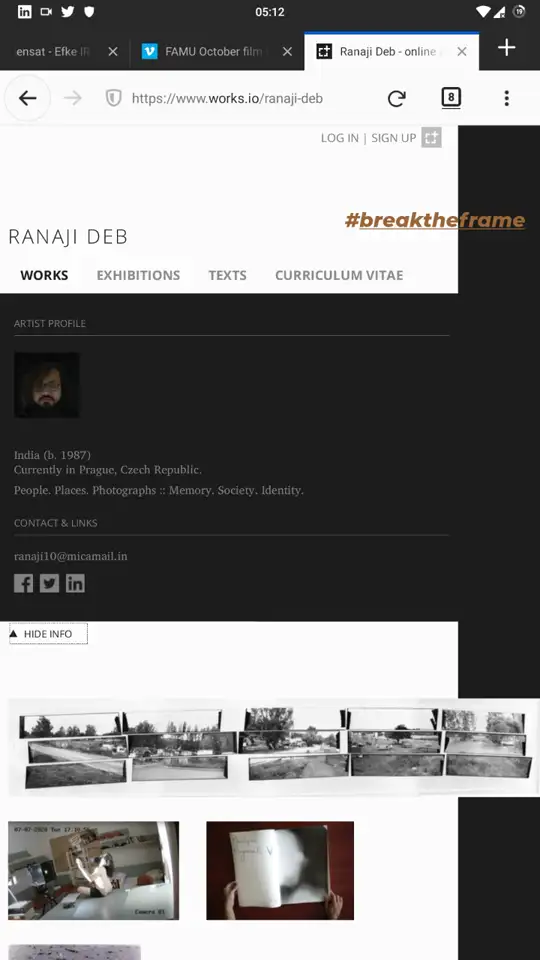 05:12
ensat - Efke IR
FAMU October film
Ranaji Deb - online
https://www.works.io/ranaji-deb
8
LOG IN | SIGN UP
#breaktheframe
RANAJI DEB
WORKS EXHIBITIONS TEXTS CURRICULUM VITAE
ARTIST PROFILE
India (b. 1987)
Currently in Prague, Czech Republic.
People. Places. Photographs :: Memory. Society. Identity.
CONTACT & LINKS
ranaji10@micamail.in
HIDE INFO
Camera 01